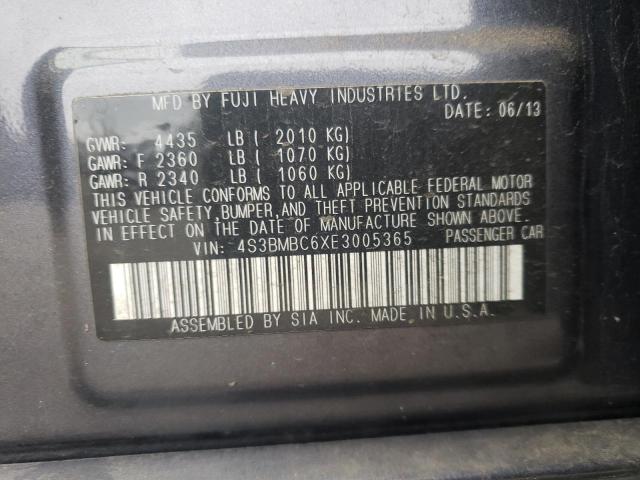 MFD BY FUJI HEAVY INDUSTRIES LTD.
DATE: 06/13
GVWR: 4435 LB ( 2010 KG)
GAWR: F 2360 LB ( 1070 KG)
GAWR: R 2340 LB ( 1060 KG)
THIS VEHICLE CONFORMS TO ALL APPLICABLE FEDERAL MOTOR
VEHICLE SAFETY, BUMPER, AND THEFT PREVENTION STANDARDS
IN EFFECT ON THE DATE OF MANUFACTURE SHOWN ABOVE.
VIN: 4S3BMBC6XE3005365 PASSENGER CAR
ASSEMBLED BY SIA INC. MADE IN U.S.A.